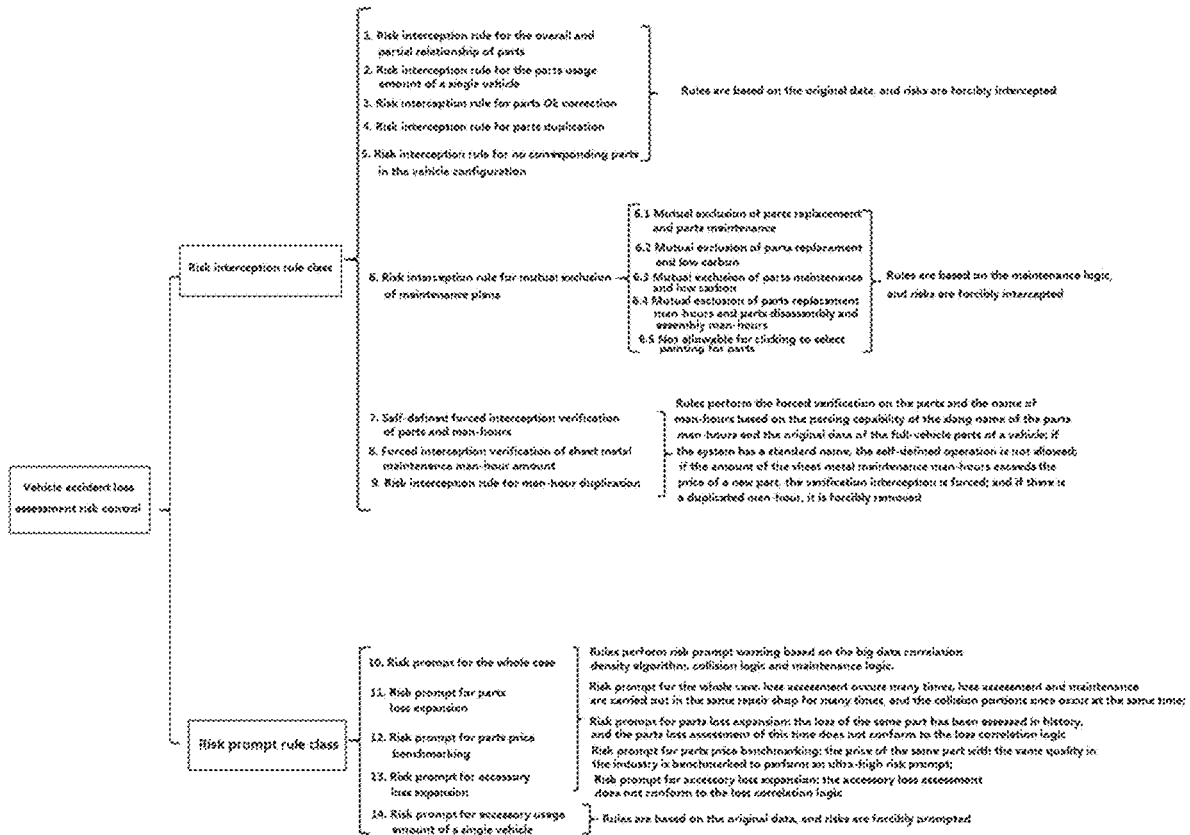 Vehicle accident loss
assessment risk control
Risk interception rule class
1. Risk interception rule for the overall and
partial relationship of parts
2. Risk interception rule for the parts usage
amount of a single vehicle
3. Risk interception rule for parts OE correction
4. Risk interception rule for parts duplication
5. Risk interception rule for no corresponding parts
in the vehicle configuration
Rules are based on the original data, and risks are forcibly intercepted
6. Risk interception rule for mutual exclusion
of maintenance plans
6.1 Mutual exclusion of parts replacement
and parts maintenance
6.2 Mutual exclusion of parts replacement
and low carbon
6.3 Mutual exclusion of parts maintenance
and low carbon
6.4 Mutual exclusion of parts replacement
man-hours and parts disassembly and
assembly man-hours
6.5 Not allowable for clicking to select
painting for parts
Rules are based on the maintenance logic,
and risks are forcibly intercepted
7. Self-defined forced interception verification
of parts and man-hours
8. Forced interception verification of sheet metal
maintenance man-hour amount
9. Risk interception rule for man-hour duplication
Rules perform the forced verification on the parts and the name of
man-hours based on the parsing capability of the slang name of the parts
man-hours and the original data of the full-vehicle parts of a vehicle; if
the system has a standard name, the self-defined operation is not allowed;
if the amount of the sheet metal maintenance man-hours exceeds the
price of a new part, the verification interception is forced; and if there is
a duplicated man-hour, it is forcibly removed
Risk prompt rule class
10. Risk prompt for the whole case
11. Risk prompt for parts
loss expansion
12. Risk prompt for parts price
benchmarking
13. Risk prompt for accessory
loss expansion
14. Risk prompt for accessory usage
amount of a single vehicle
Rules perform risk prompt warning based on the big data correlation
density algorithm, collision logic and maintenance logic.
Risk prompt for the whole case, loss assessment occurs many times, loss assessment and maintenance
are carried out in the same repair shop for many times, and the collision portions once occur at the same time;
Risk prompt for parts loss expansion: the loss of the same part has been assessed in history,
and the parts loss assessment of this time does not conform to the loss correlation logic
Risk prompt for parts price benchmarking: the price of the same part with the same quality in
the industry is benchmarked to perform an ultra-high risk prompt;
Risk prompt for accessory loss expansion: the accessory loss assessment
does not conform to the loss correlation logic
Rules are based on the original data, and risks are forcibly prompted